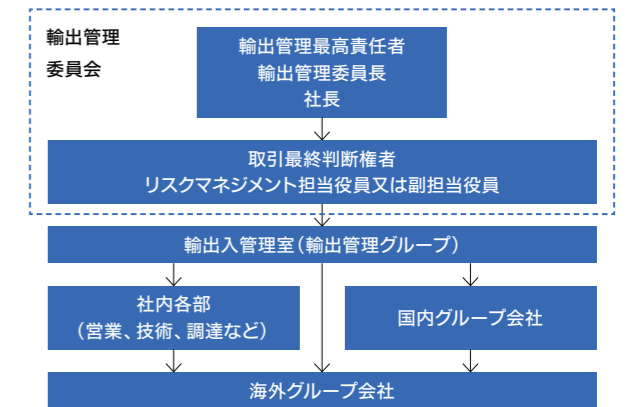 輸出管理
委員会
輸出管理最高責任者
輸出管理委員長
社長
取引最終判断権者
リスクマネジメント担当役員又は副担当役員
輸出入管理室(輸出管理グループ)
社内各部
(営業、技術、調達など)
国内グループ会社
海外グループ会社